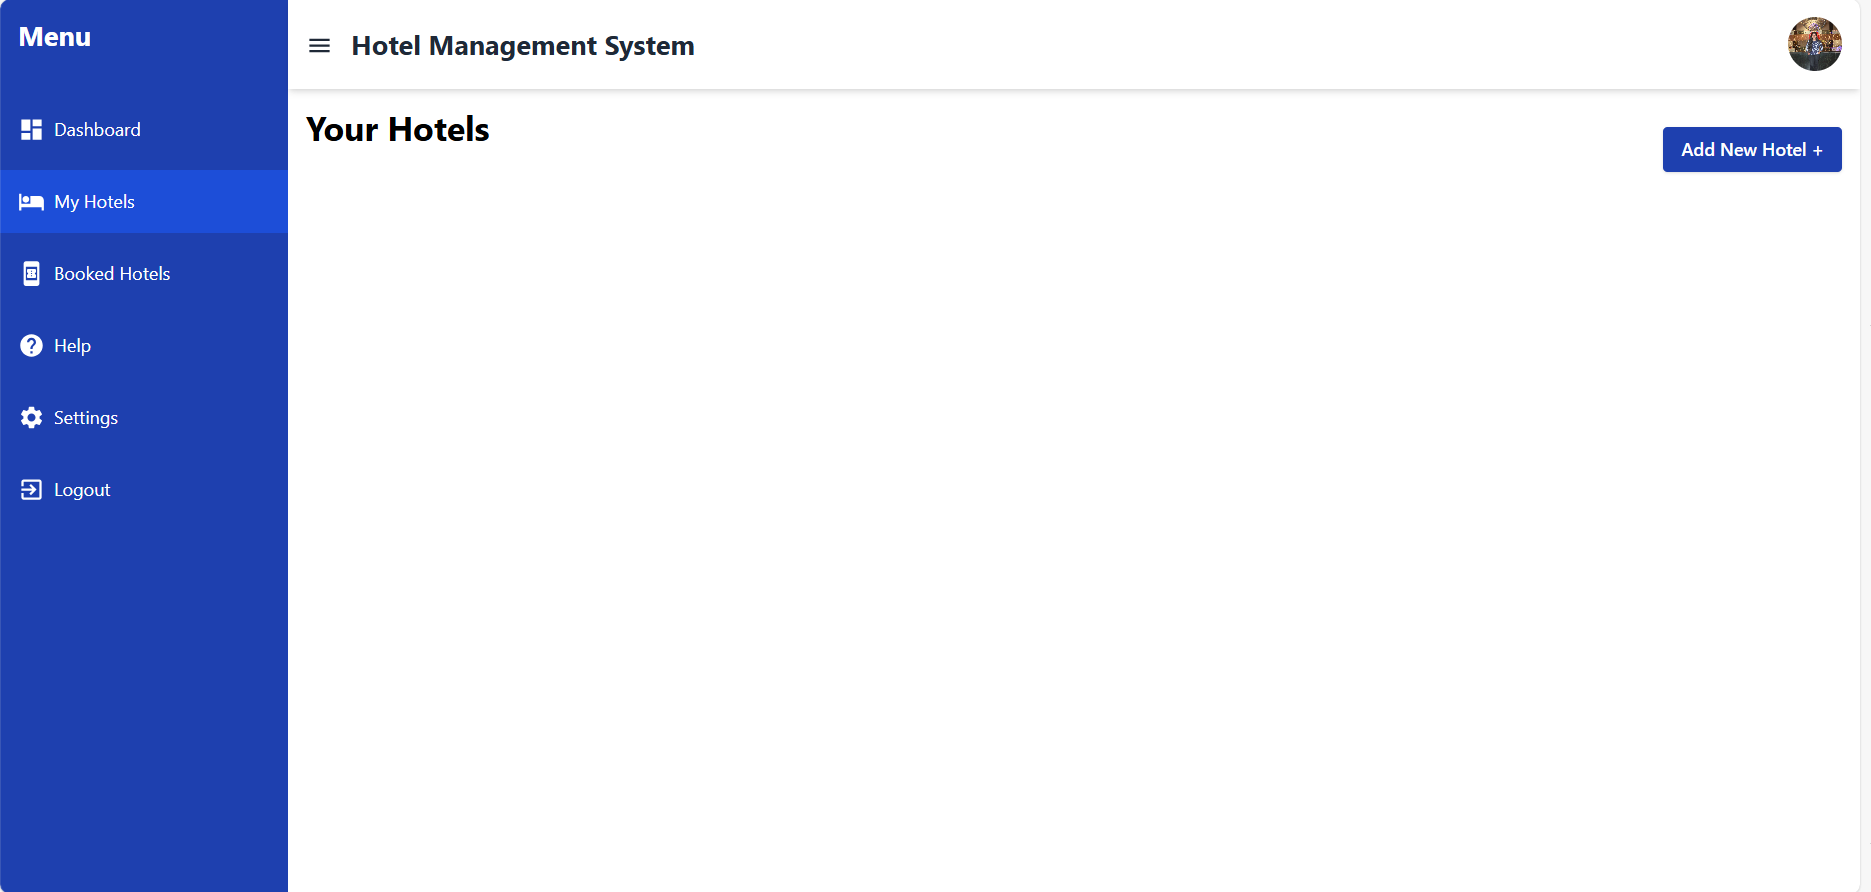 Menu
Hotel Management System
Dashboard
My Hotels
Booked Hotels
Help
Settings
Logout
Your Hotels
Add New Hotel +